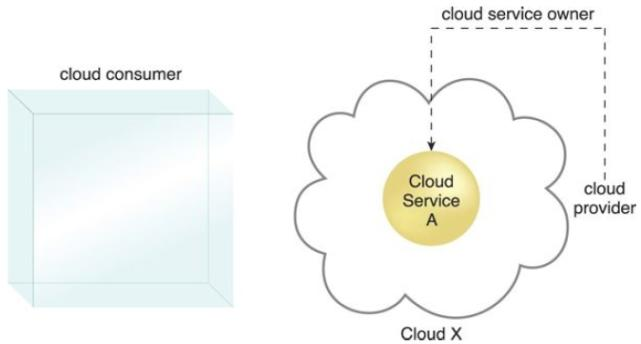 cloud service owner
cloud consumer
Cloud
Service
A
cloud
provider
Cloud X